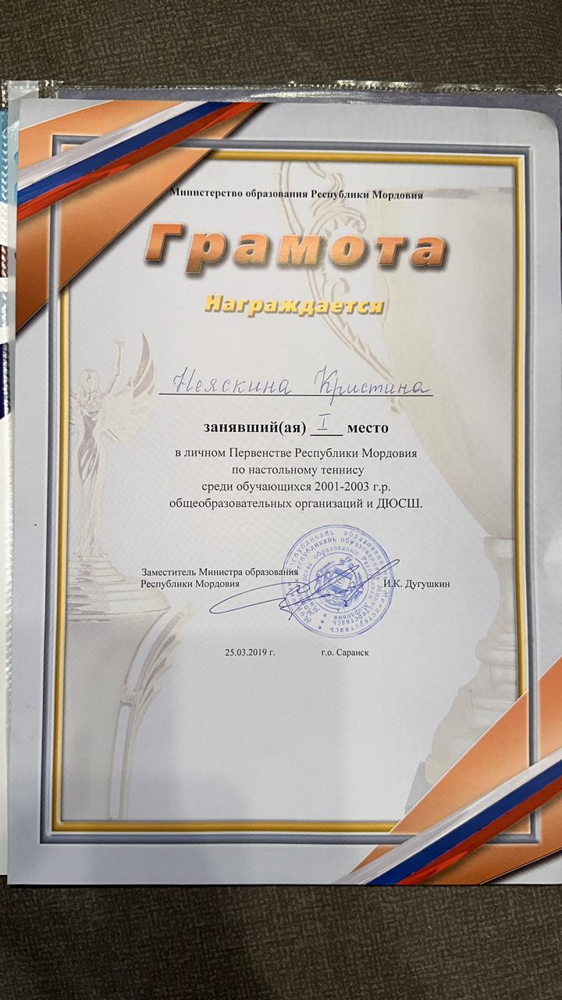 Министерство образования Республики Мордовия
Грамота
Награждается
Неяскина Кристина
занявший(ая) I место
в личном Первенстве Республики Мордовия
по настольному теннису
среди обучающихся 2001-2003 г.р.
общеобразовательных организаций и ДЮСШ.
Заместитель Министра образования
Республики Мордовия И.К. Дугушкин
25.03.2019 г. г.о. Саранск